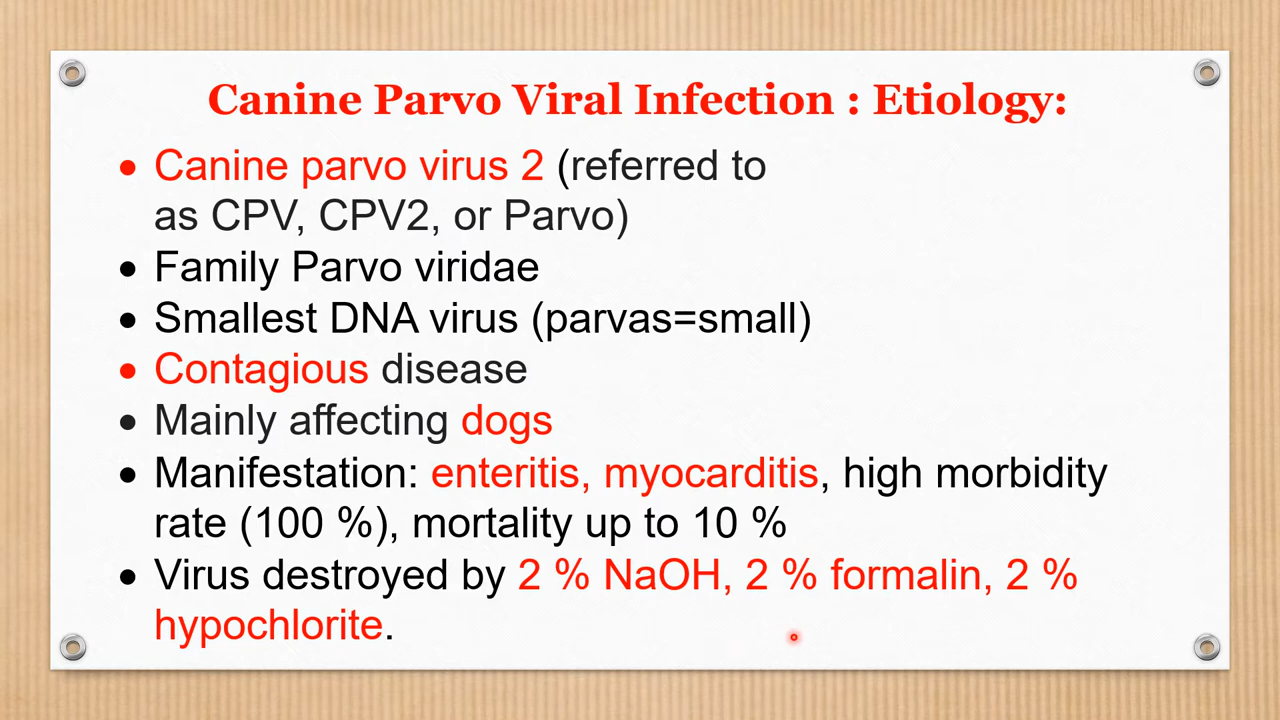 Canine Parvo Viral Infection : Etiology:
• Canine parvo virus 2 (referred to
as CPV, CPV2, or Parvo)
• Family Parvo viridae
• Smallest DNA virus (parvas=small)
• Contagious disease
• Mainly affecting dogs
• Manifestation: enteritis, myocarditis, high morbidity
rate (100 %), mortality up to 10 %
• Virus destroyed by 2 % NaOH, 2 % formalin, 2 %
hypochlorite.